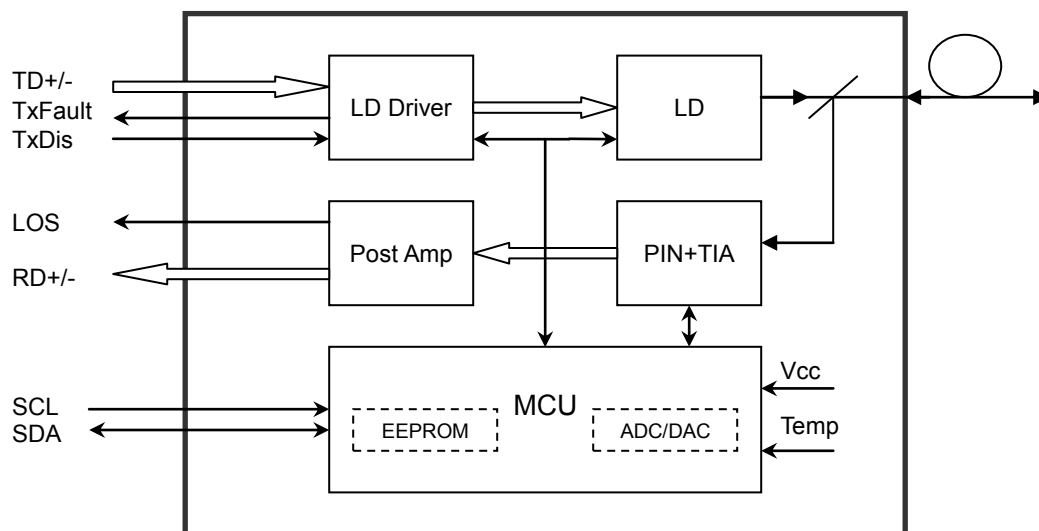 TD+/-
TxFault
TxDis
LD Driver
LD
LOS
RD+/-
Post Amp
PIN+TIA
SCL
SDA
MCU
EEPROM
ADC/DAC
Vcc
Temp